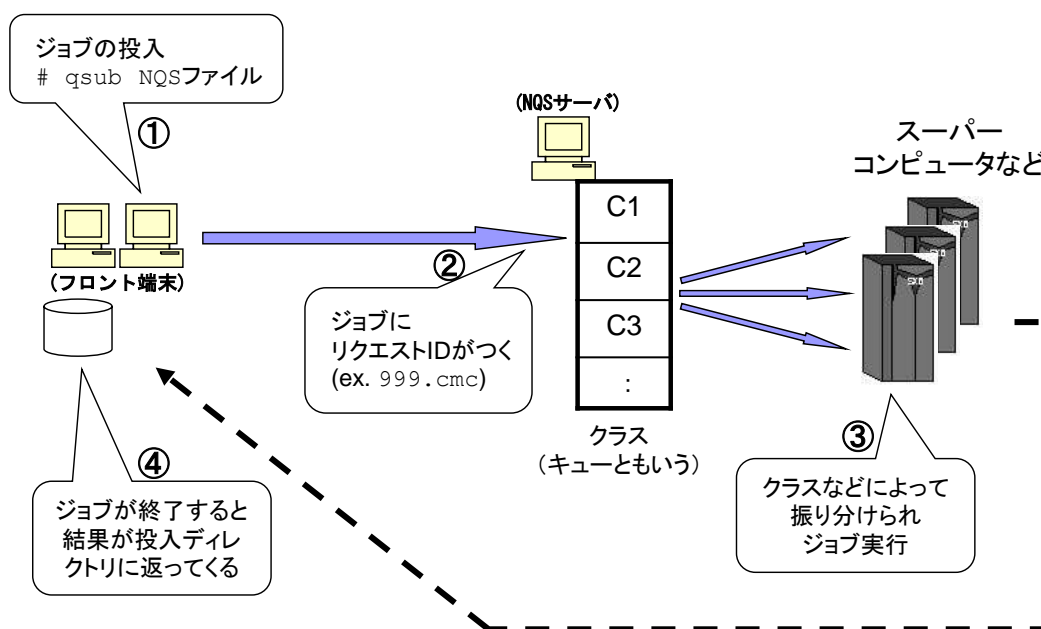 ジョブの投入
# qsub NQSファイル
①
(NQSサーバ)
スーパー
コンピュータなど
C1
C2
C3
:
(フロント端末)
②
ジョブに
リクエストIDがつく
(ex. 999.cmc)
クラス
(キューともいう)
③
クラスなどによって
振り分けられ
ジョブ実行
④
ジョブが終了すると
結果が投入ディレ
クトリに返ってくる